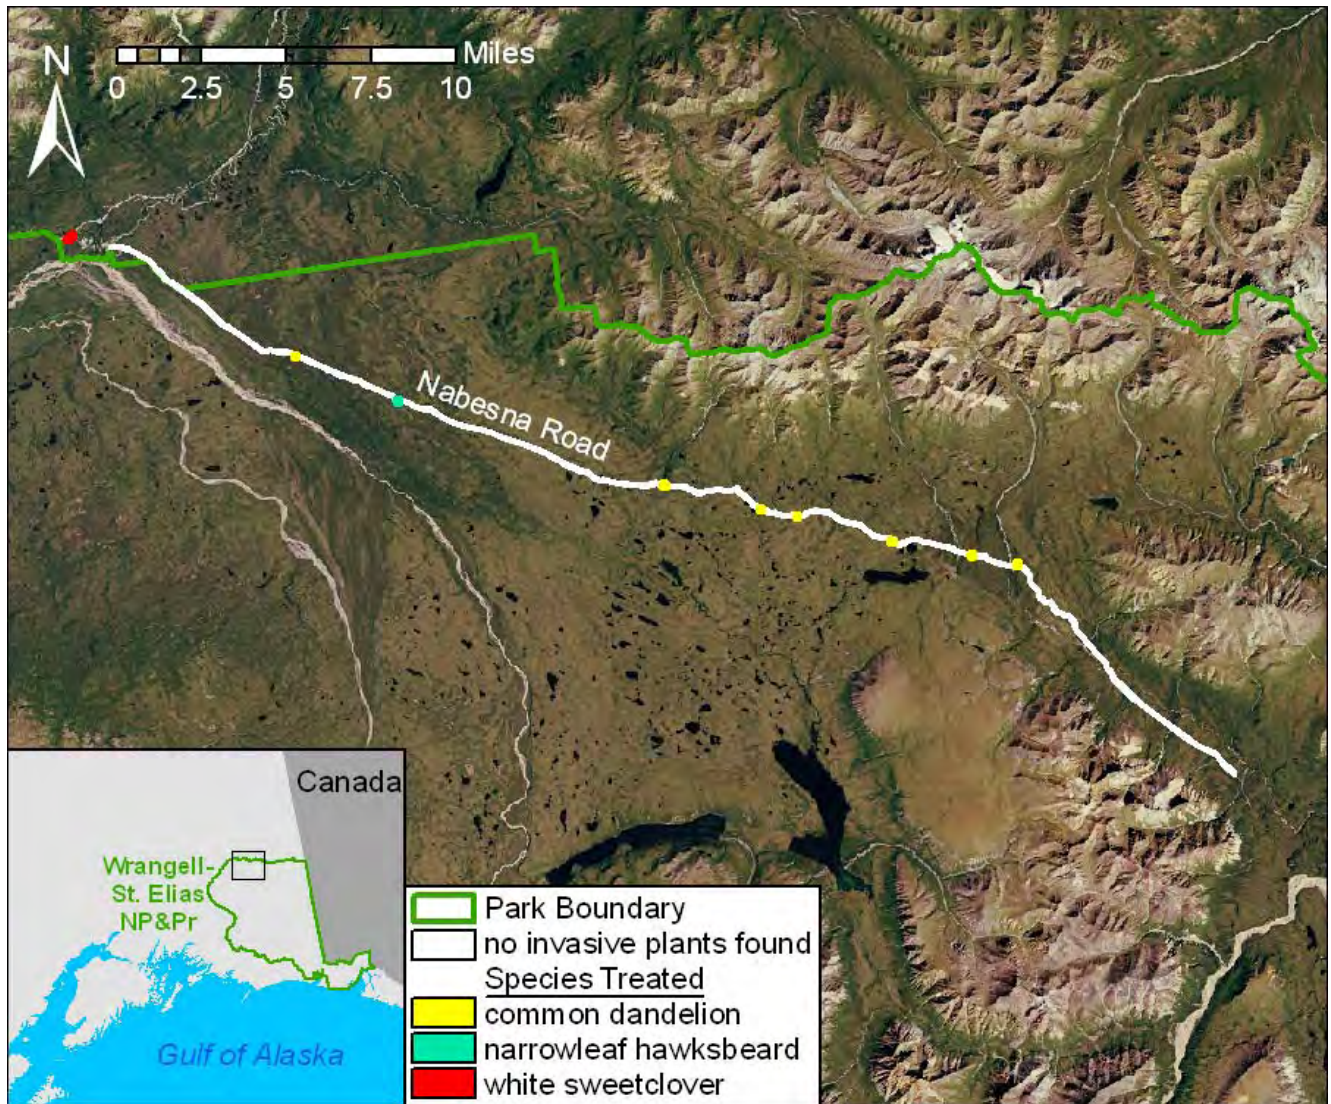 N
Miles
0 2.5 5 7.5 10
Nabesna Road
Canada
Wrangell-
St. Elias
NP&Pr
Gulf of Alaska
Park Boundary
no invasive plants found
Species Treated
common dandelion
narrowleaf hawksbeard
white sweetclover